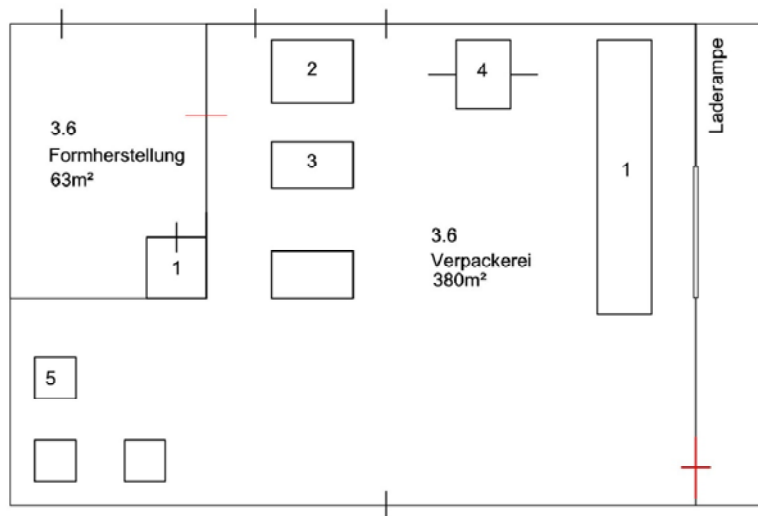 2
4
Laderampe
3.6
Formherstellung
63m²
3
1
3.6
Verpackerei
380m²
1
5